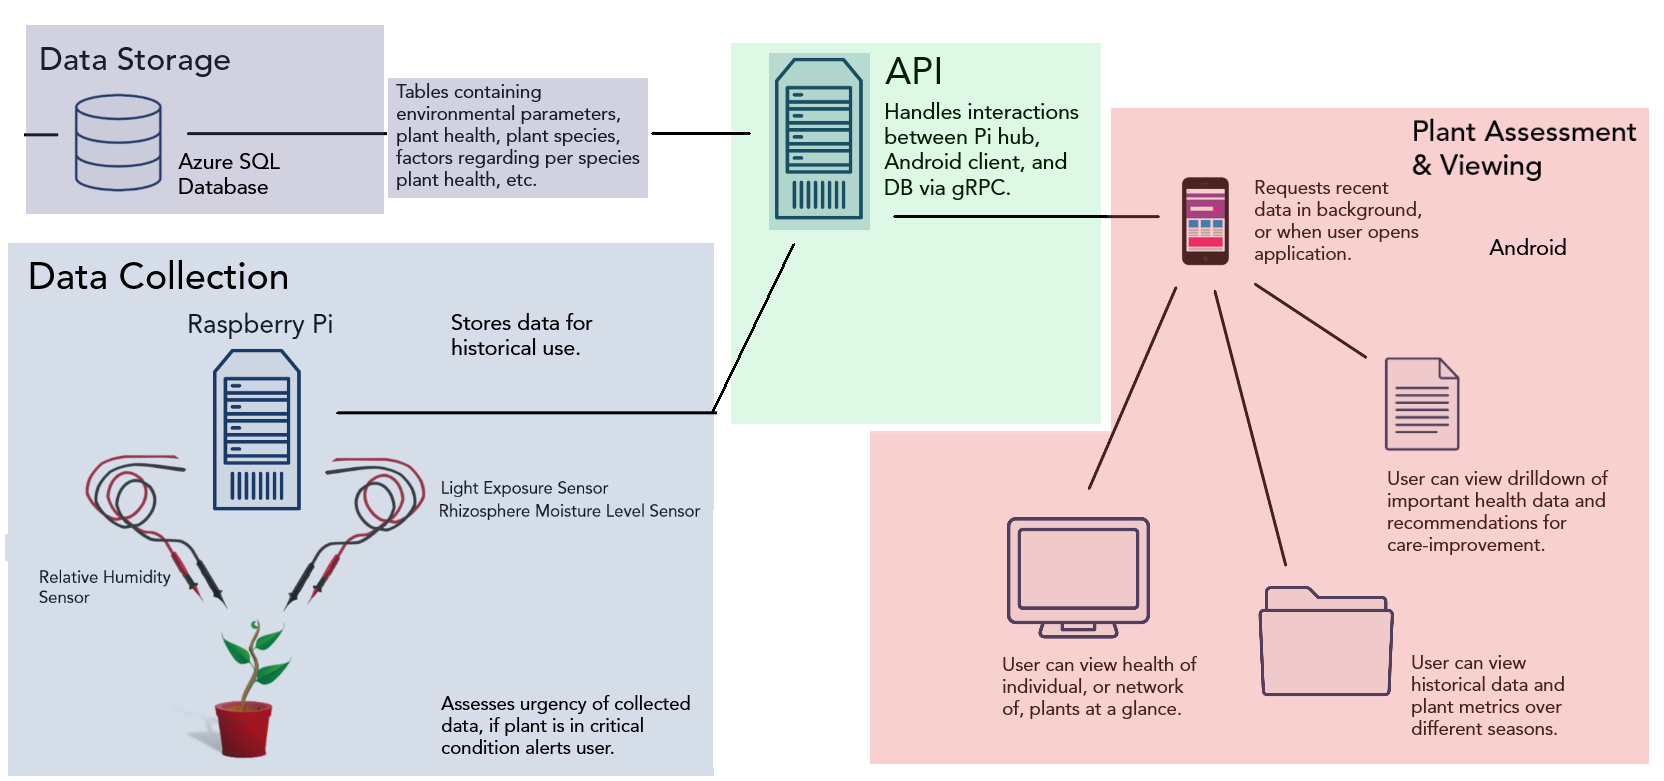 Data Storage
Azure SQL
Database
Tables containing
environmental parameters,
plant health, plant species,
factors regarding per species
plant health, etc.
API
Handles interactions
between Pi hub,
Android client, and
DB via gRPC.
Plant Assessment
& Viewing
Requests recent
data in background,
or when user opens
application.
Android
Data Collection
Raspberry Pi
Stores data for
historical use.
Light Exposure Sensor
Rhizosphere Moisture Level Sensor
Relative Humidity
Sensor
Assesses urgency of collected
data, if plant is in critical
condition alerts user.
User can view drilldown of
important health data and
recommendations for
care-improvement.
User can view health of
individual, or network
of, plants at a glance.
User can view
historical data and
plant metrics over
different seasons.